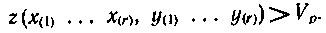 z(x(1) ... x(r), y(1) ... y(r)) > Vp.